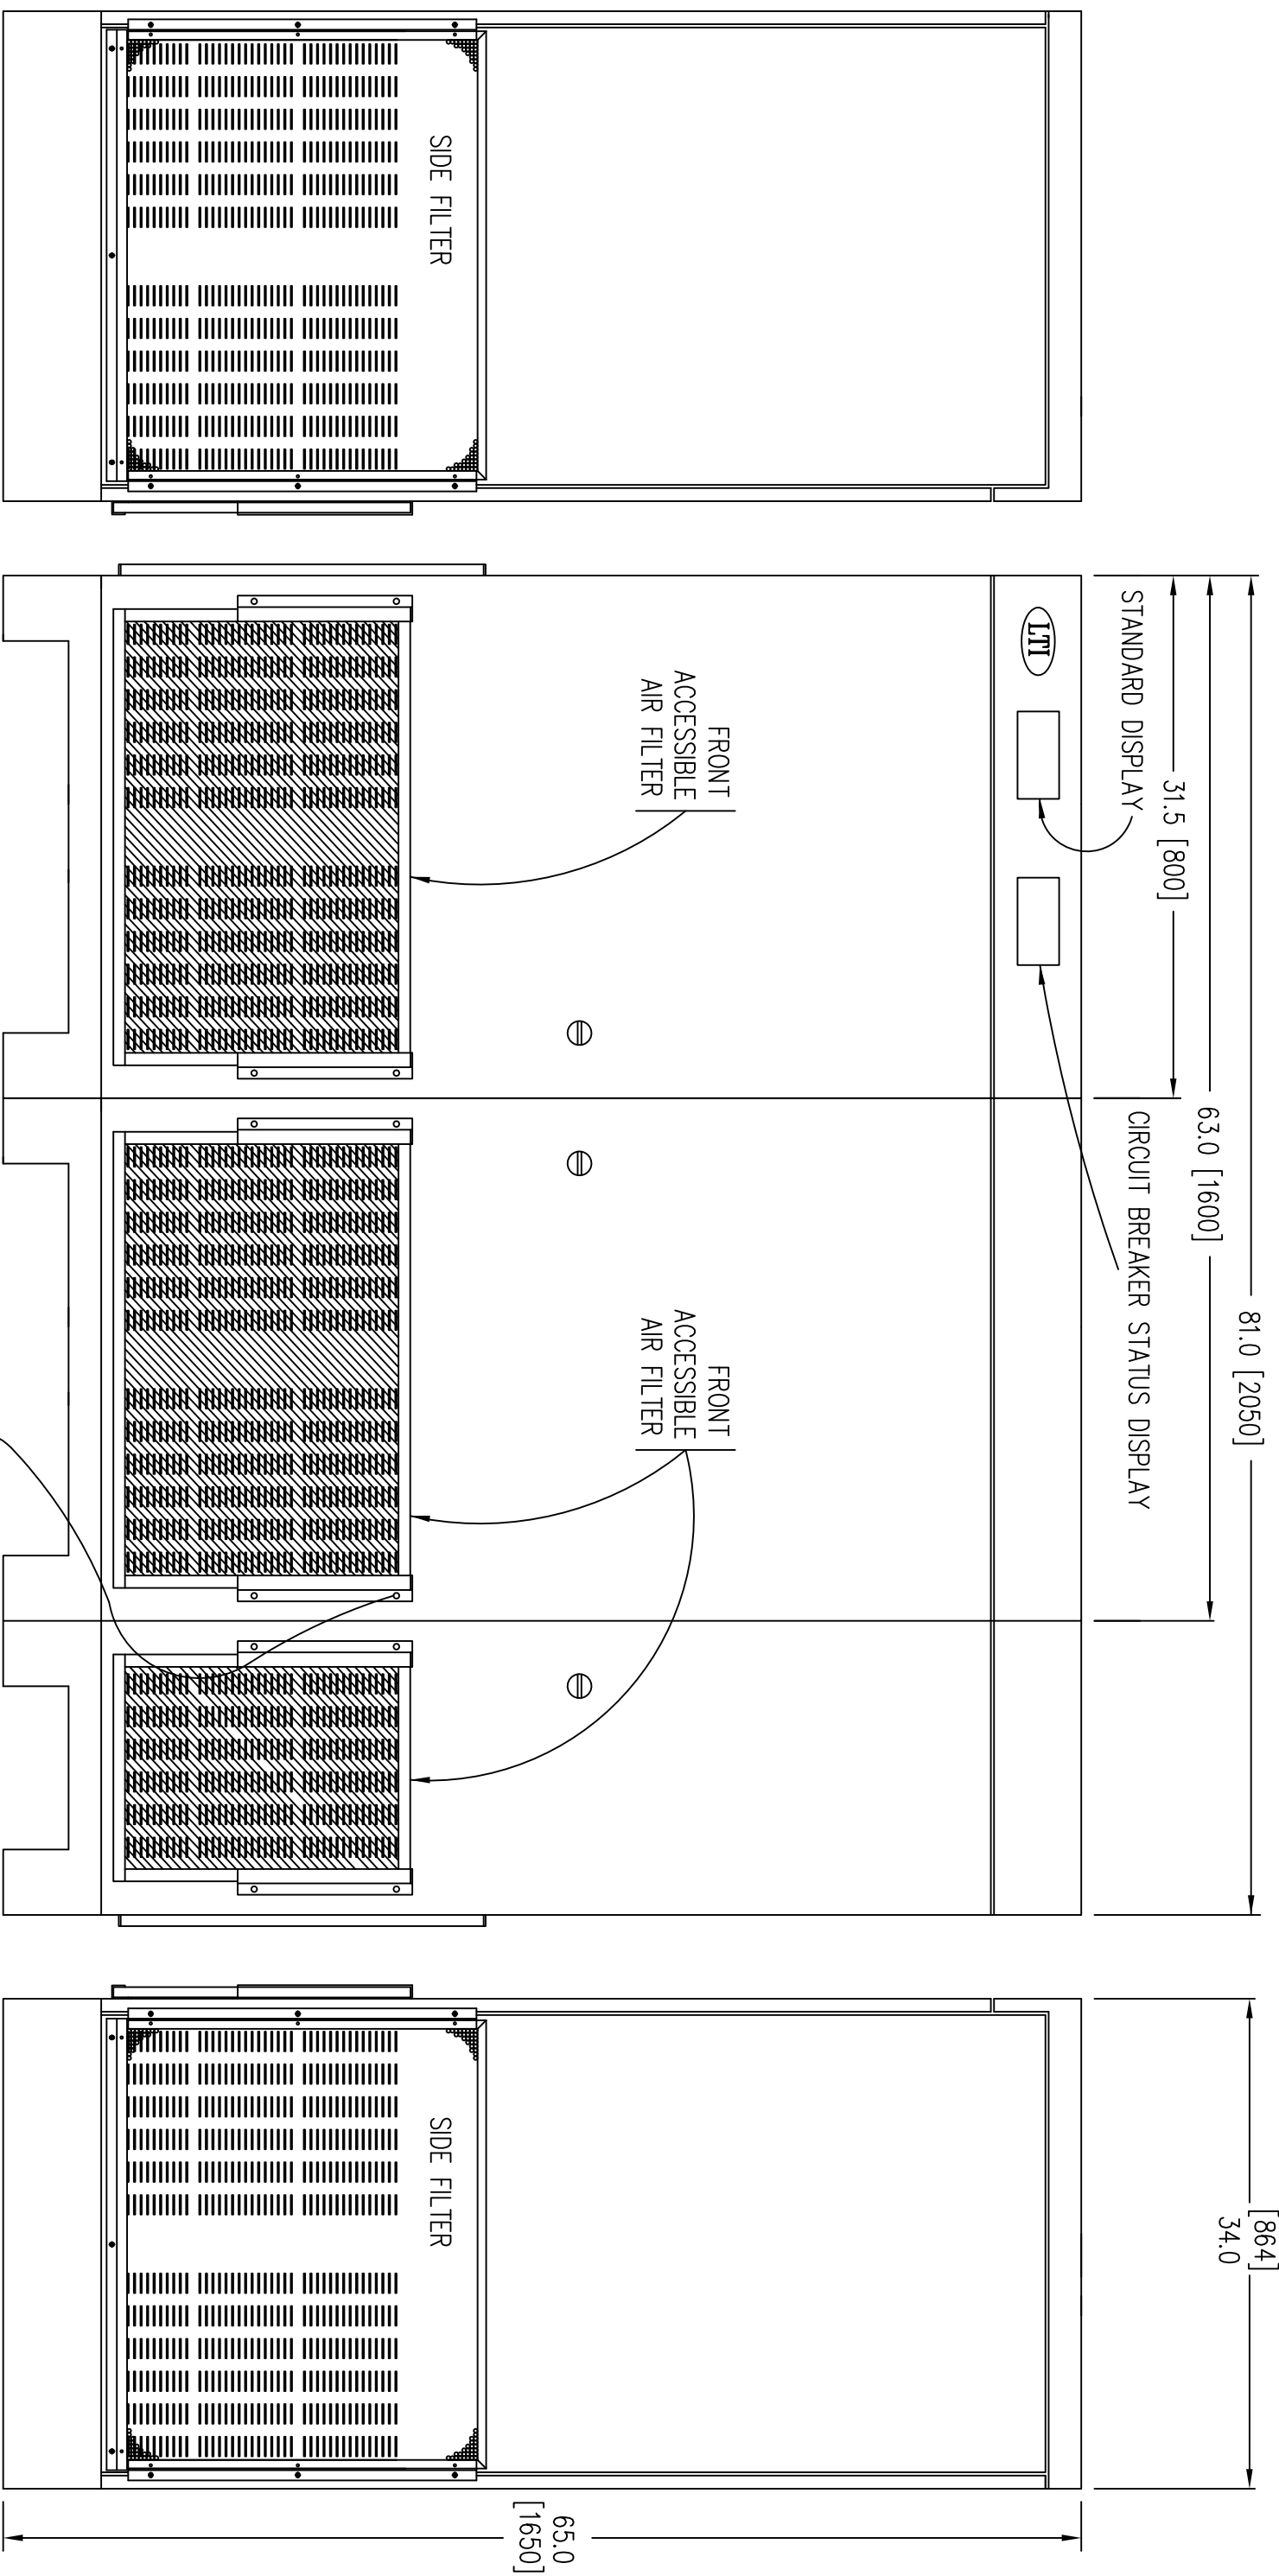 81.0 [2050]
63.0 [1600]
31.5 [800]
STANDARD DISPLAY
CIRCUIT BREAKER STATUS DISPLAY
[864]
34.0
LTI
FRONT
ACCESSIBLE
AIR FILTER
FRONT
ACCESSIBLE
AIR FILTER
SIDE FILTER
SIDE FILTER
65.0
[1650]